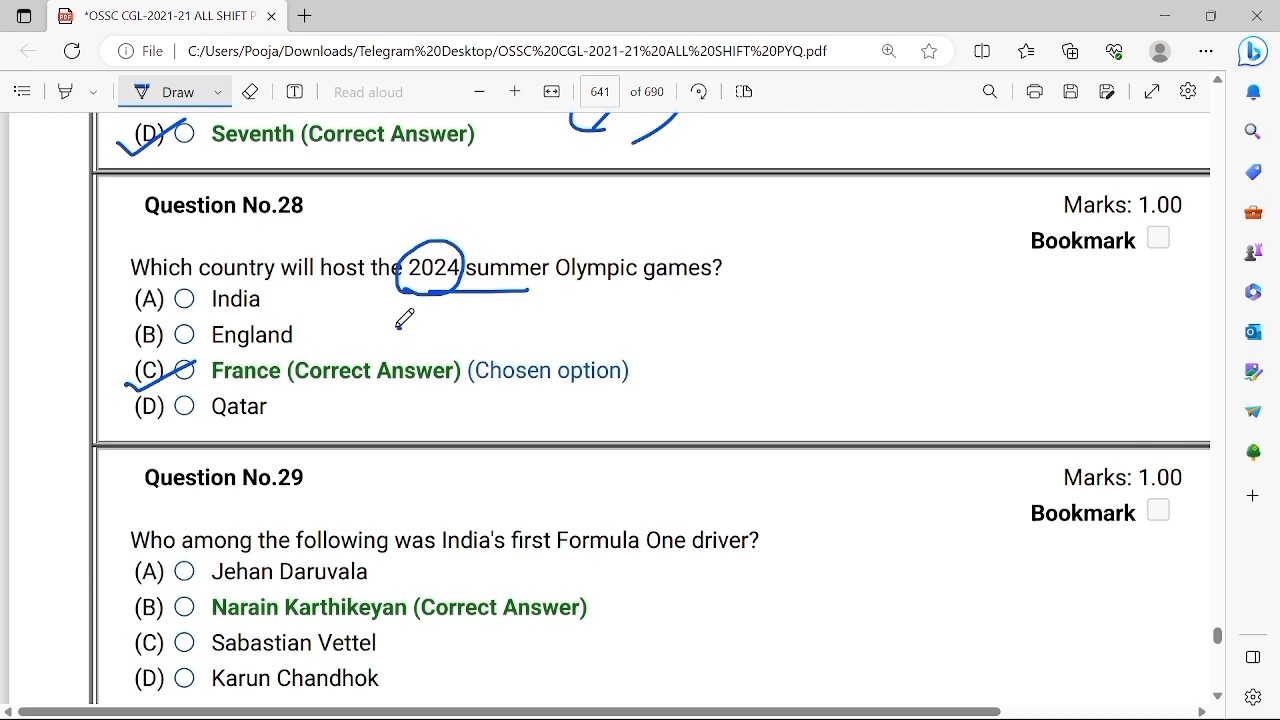 *OSSC CGL-2021-21 ALL SHIFT P
File | C:/Users/Pooja/Downloads/Telegram%20Desktop/OSSC%20CGL-2021-21%20ALL%20SHIFT%20PYQ.pdf
Draw
Read aloud
641 of 690
(D) Seventh (Correct Answer)
Question No.28
Marks: 1.00
Bookmark
Which country will host the 2024 summer Olympic games?
(A) India
(B) England
(C) France (Correct Answer) (Chosen option)
(D) Qatar
Question No.29
Marks: 1.00
Bookmark
Who among the following was India's first Formula One driver?
(A) Jehan Daruvala
(B) Narain Karthikeyan (Correct Answer)
(C) Sabastian Vettel
(D) Karun Chandhok